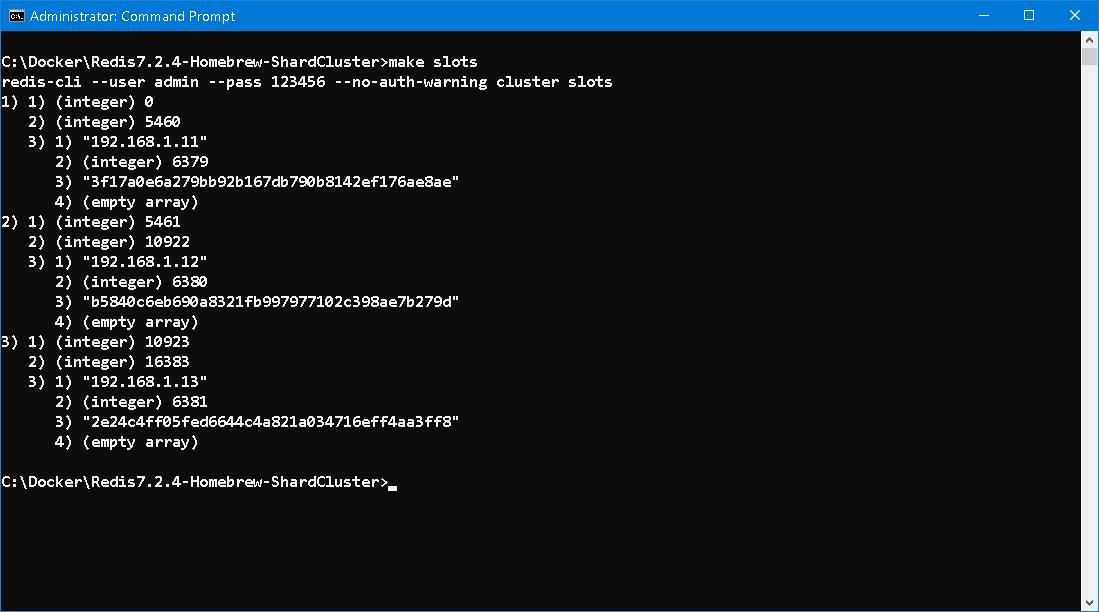 Administrator: Command Prompt
C:\Docker\Redis7.2.4-Homebrew-ShardCluster>make slots
redis-cli --user admin --pass 123456 --no-auth-warning cluster slots
1) 1) (integer) 0
   2) (integer) 5460
   3) 1) "192.168.1.11"
      2) (integer) 6379
      3) "3f17a0e6a279bb92b167db790b8142ef176ae8ae"
      4) (empty array)
2) 1) (integer) 5461
   2) (integer) 10922
   3) 1) "192.168.1.12"
      2) (integer) 6380
      3) "b5840c6eb690a8321fb997977102c398ae7b279d"
      4) (empty array)
3) 1) (integer) 10923
   2) (integer) 16383
   3) 1) "192.168.1.13"
      2) (integer) 6381
      3) "2e24c4ff05fed6644c4a821a034716eff4aa3ff8"
      4) (empty array)
C:\Docker\Redis7.2.4-Homebrew-ShardCluster>